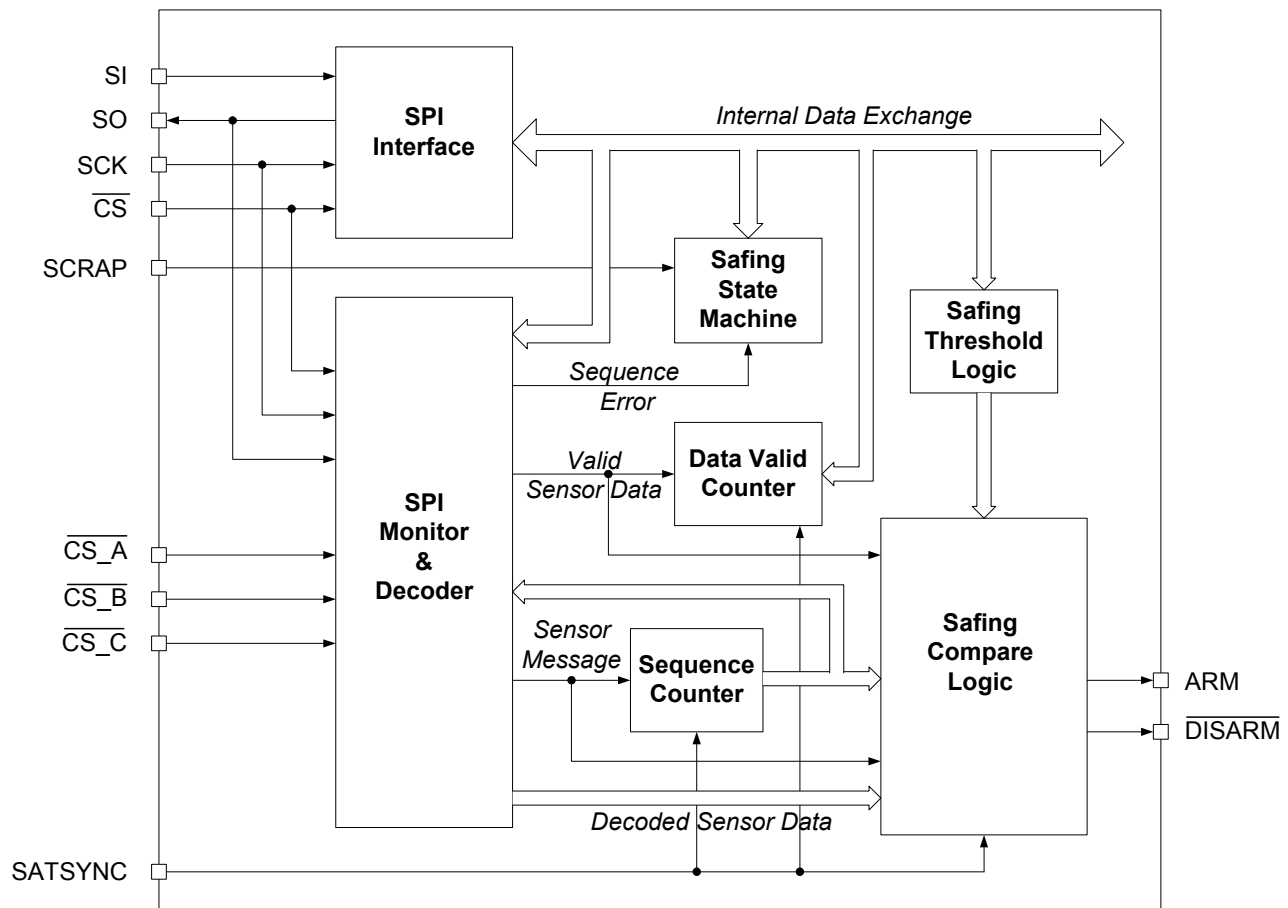 SI
SO
SCK
CS
SCRAP
SPI
Interface
Internal Data Exchange
Safing
State
Machine
Safing
Threshold
Logic
Sequence
Error
Valid
Sensor Data
Data Valid
Counter
SPI
Monitor
&
Decoder
CS_A
CS_B
CS_C
Sensor
Message
Sequence
Counter
Safing
Compare
Logic
ARM
DISARM
Decoded Sensor Data
SATSYNC